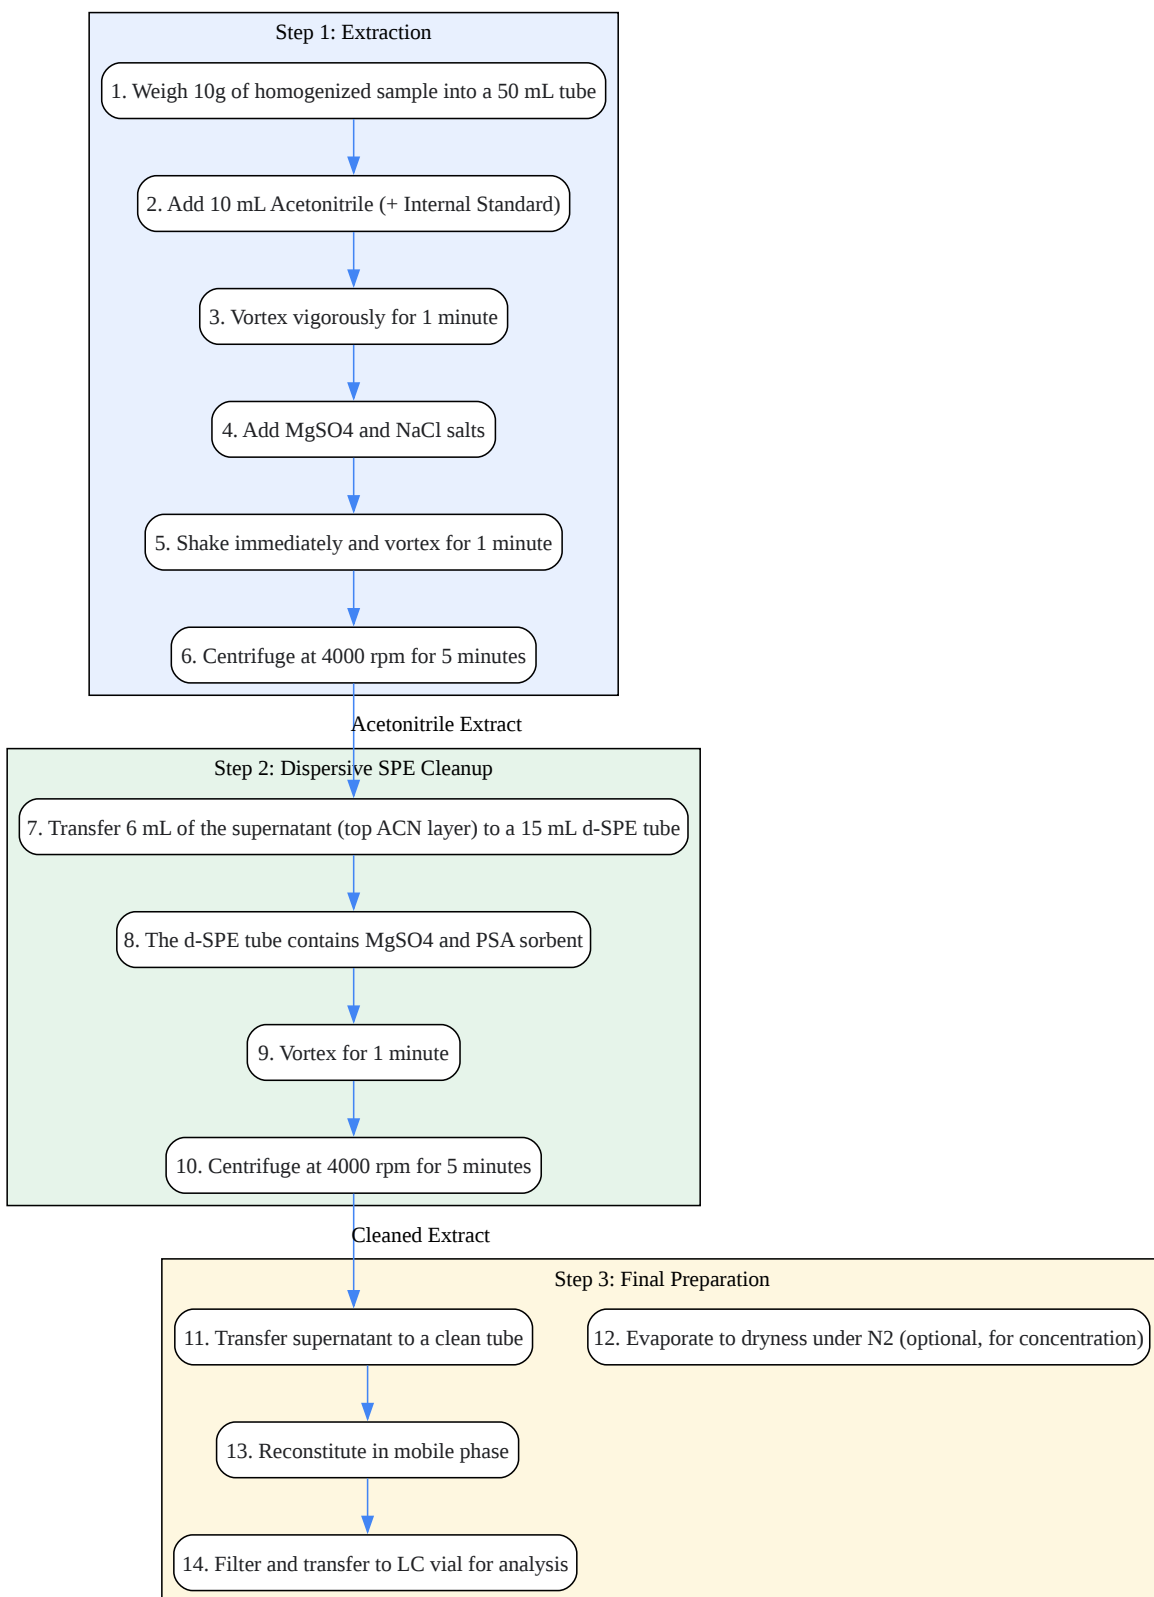 Step 1: Extraction
1. Weigh 10g of homogenized sample into a 50 mL tube
2. Add 10 mL Acetonitrile (+ Internal Standard)
3. Vortex vigorously for 1 minute
4. Add MgSO4 and NaCl salts
5. Shake immediately and vortex for 1 minute
6. Centrifuge at 4000 rpm for 5 minutes
Acetonitrile Extract
Step 2: Dispersive SPE Cleanup
7. Transfer 6 mL of the supernatant (top ACN layer) to a 15 mL d-SPE tube
8. The d-SPE tube contains MgSO4 and PSA sorbent
9. Vortex for 1 minute
10. Centrifuge at 4000 rpm for 5 minutes
Cleaned Extract
Step 3: Final Preparation
11. Transfer supernatant to a clean tube
12. Evaporate to dryness under N2 (optional, for concentration)
13. Reconstitute in mobile phase
14. Filter and transfer to LC vial for analysis